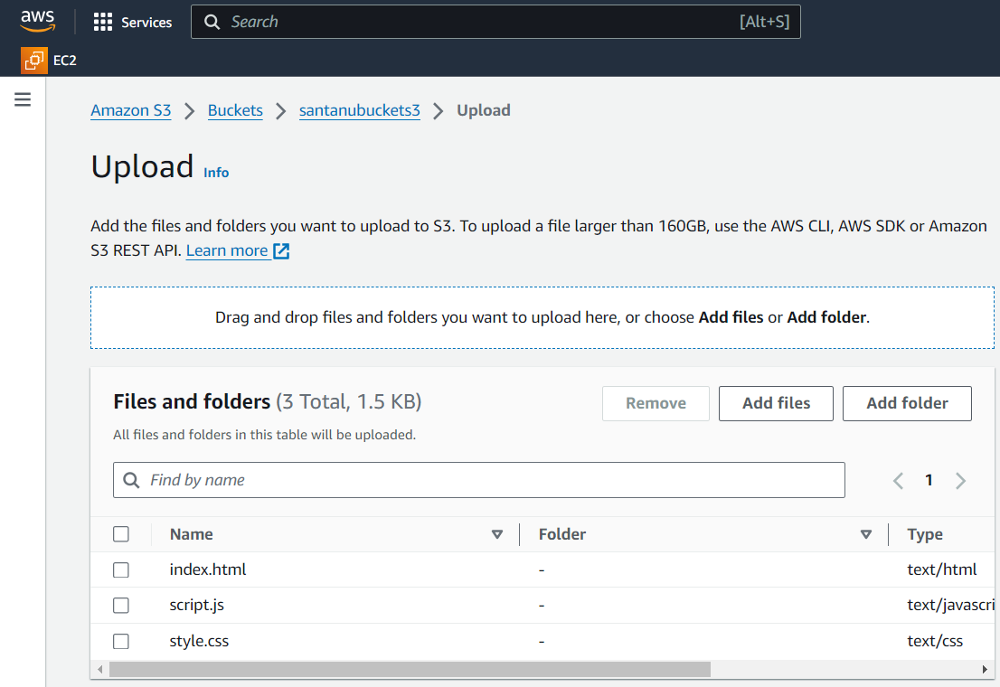 aws
Services
Search [Alt+S]
EC2
Amazon S3 Buckets santanubuckets3 Upload
Upload Info
Add the files and folders you want to upload to S3. To upload a file larger than 160GB, use the AWS CLI, AWS SDK or Amazon
S3 REST API. Learn more
Drag and drop files and folders you want to upload here, or choose Add files or Add folder.
Files and folders (3 Total, 1.5 KB)
Remove Add files Add folder
All files and folders in this table will be uploaded.
Find by name
1
Name Folder Type
index.html - text/html
script.js - text/javascri
style.css - text/css